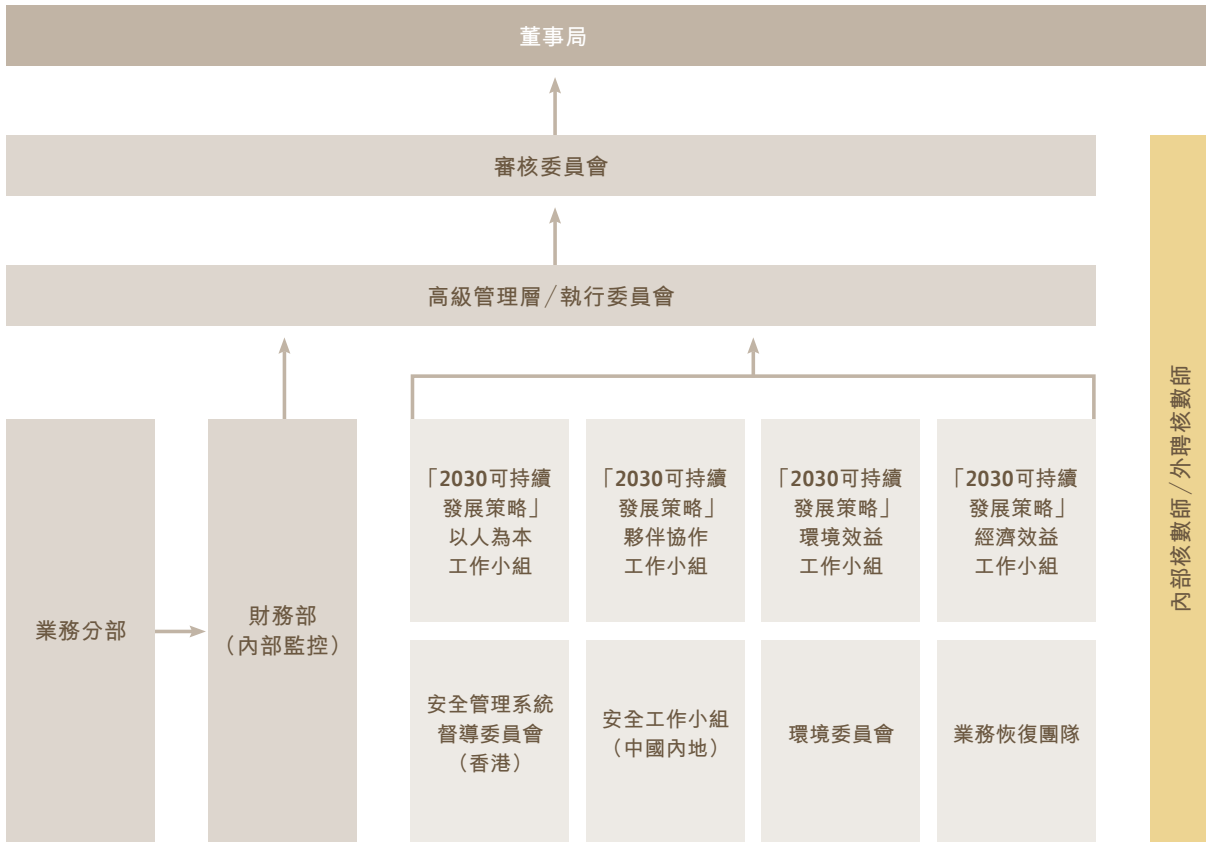 董事局
審核委員會
高級管理層/執行委員會
業務分部
財務部
（內部監控）
「2030可持續
發展策略」
以人為本
工作小組
「2030可持續
發展策略」
夥伴協作
工作小組
「2030可持續
發展策略」
環境效益
工作小組
「2030可持續
發展策略」
經濟效益
工作小組
安全管理系統
督導委員會
（香港）
安全工作小組
（中國內地）
環境委員會
業務恢復團隊
內部核數師/外聘核數師